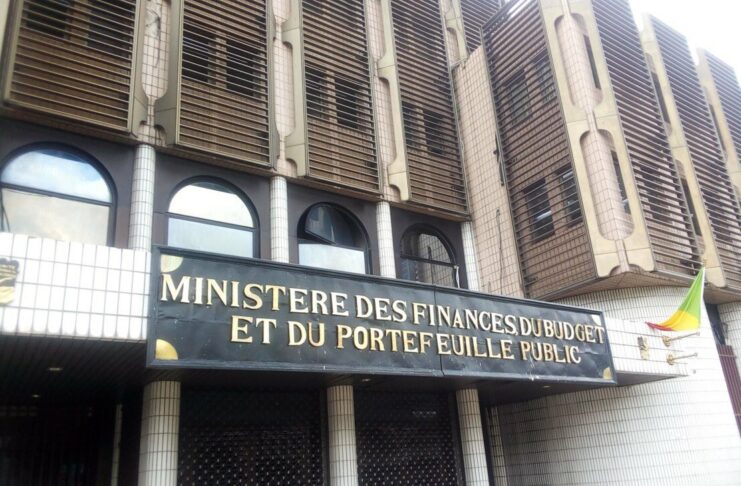 MINISTERE DES FINANCES, DU BUDGET
ET DU PORTEFEUILLE PUBLIC